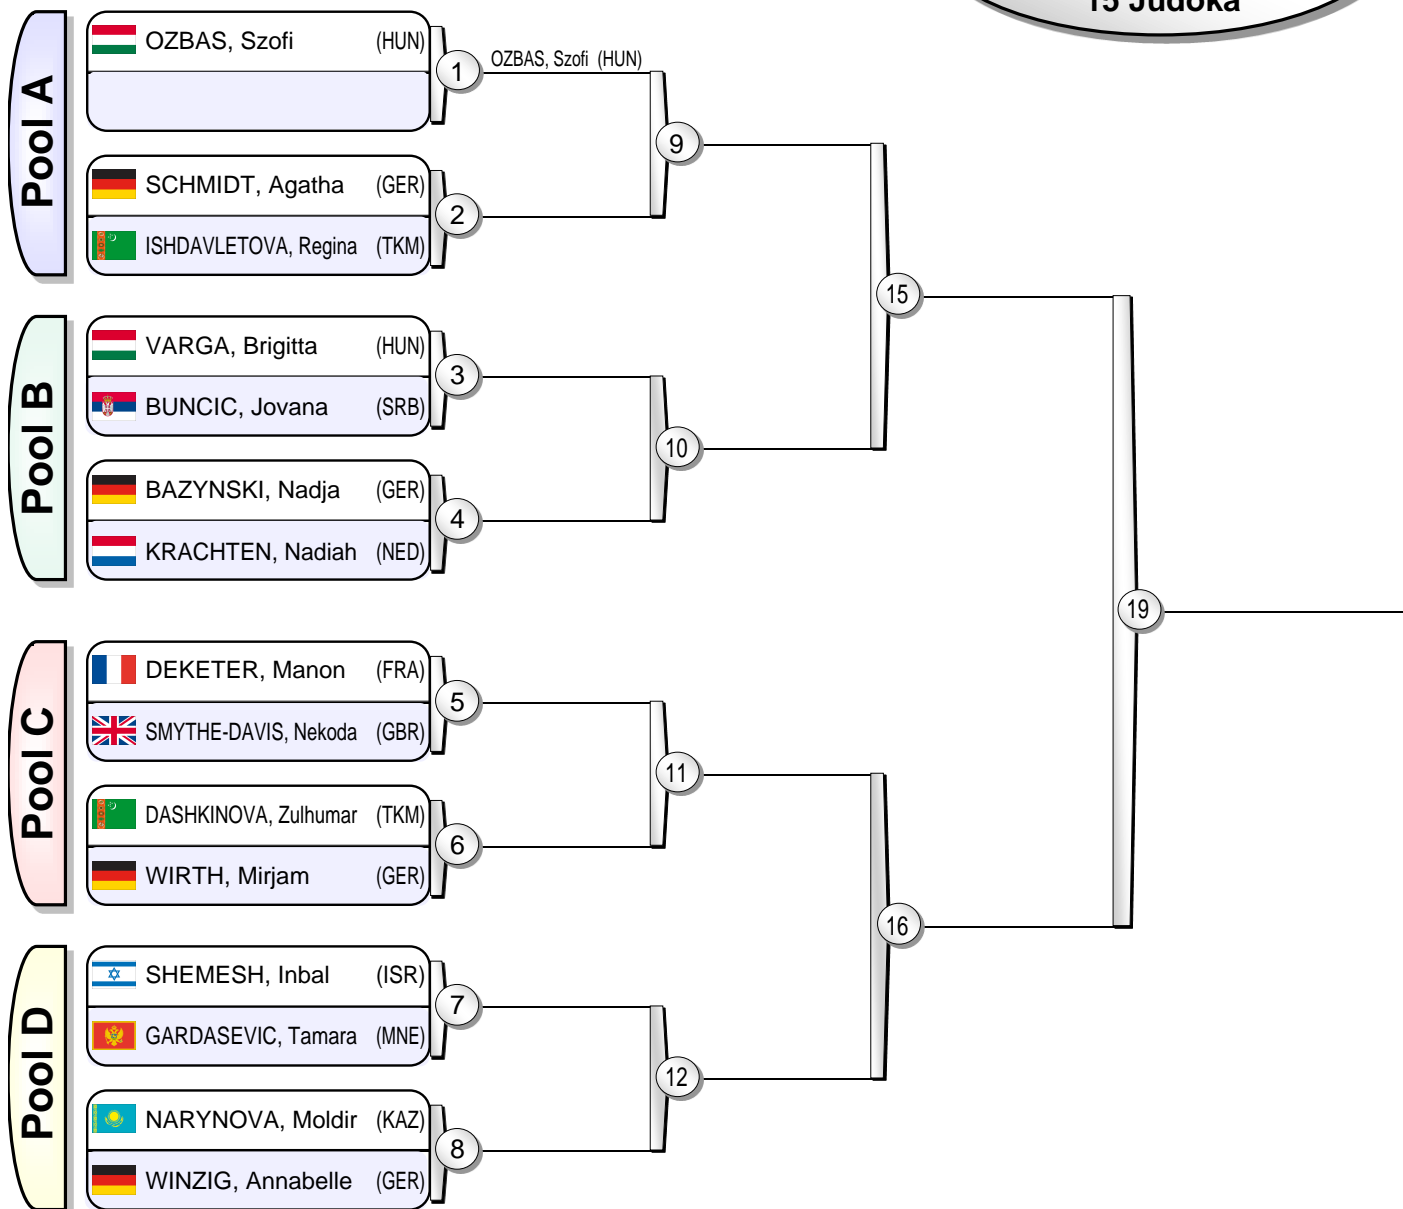 15 Judoka
Pool A
OZBAS, Szofi (HUN)
1
OZBAS, Szofi (HUN)
9
SCHMIDT, Agatha (GER)
2
ISHDAVLETOVA, Regina (TKM)
15
Pool B
VARGA, Brigitta (HUN)
3
BUNCIC, Jovana (SRB)
10
BAZYNSKI, Nadja (GER)
4
KRACHTEN, Nadiah (NED)
19
Pool C
DEKETER, Manon (FRA)
5
SMYTHE-DAVIS, Nekoda (GBR)
11
DASHKINOVA, Zulhumar (TKM)
6
WIRTH, Mirjam (GER)
16
Pool D
SHEMESH, Inbal (ISR)
7
GARDASEVIC, Tamara (MNE)
12
NARYNOVA, Moldir (KAZ)
8
WINZIG, Annabelle (GER)